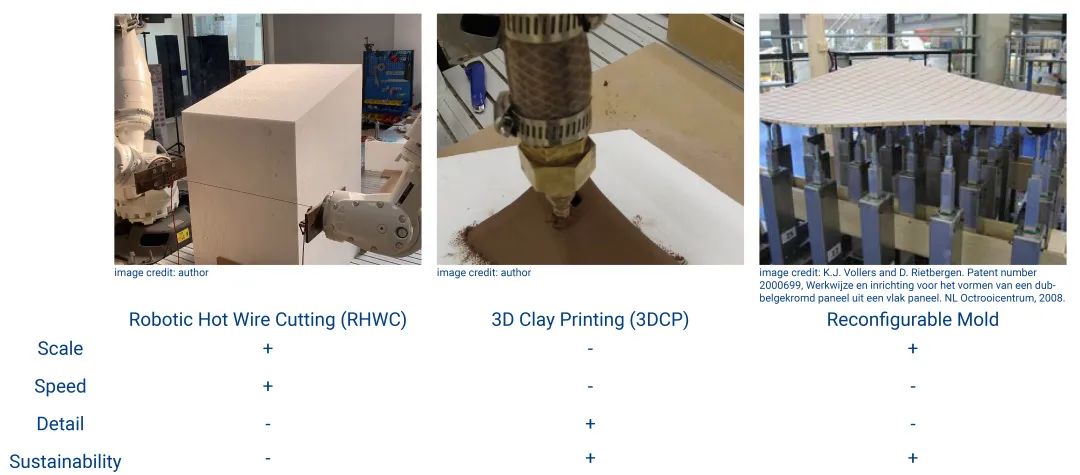 image credit: author
image credit: author
image credit: K.J. Vollers and D. Rietbergen. Patent number
2000699, Werkwijze en inrichting voor het vormen van een dub-
belgekromd paneel uit een vlak paneel. NL Octrooicentrum, 2008.
Robotic Hot Wire Cutting (RHWC) 3D Clay Printing (3DCP) Reconfigurable Mold
Scale + - +
Speed + - -
Detail - + -
Sustainability - + +